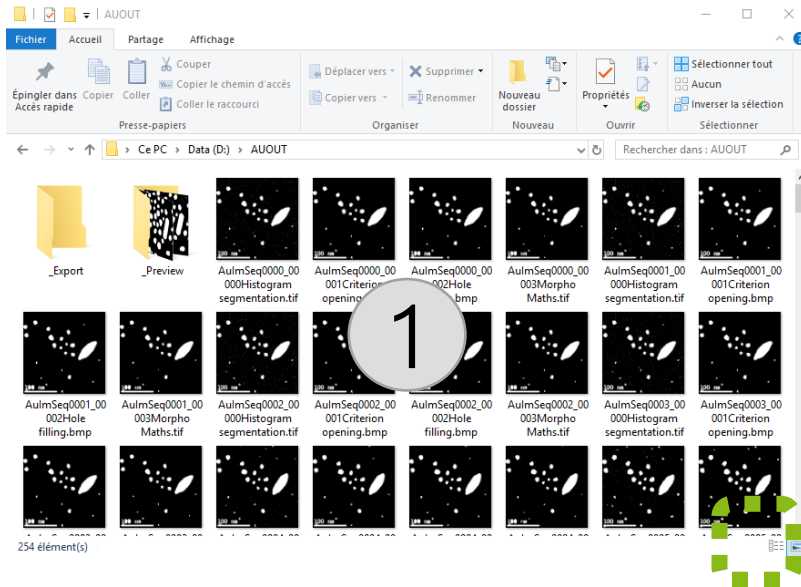 AUOUT
Fichier Accueil Partage Affichage
Épingler dans Accès rapide
Copier
Coller
Couper
Copier le chemin d'accès
Coller le raccourci
Presse-papiers
Déplacer vers
Copier vers
Supprimer
Renommer
Organiser
Nouveau dossier
Nouveau
Propriétés
Ouvrir
Sélectionner tout
Aucun
Inverser la sélection
Sélectionner
Ce PC > Data (D:) > AUOUT
Rechercher dans : AUOUT
_Export
_Preview
AuImSeq0000_00
000Histogram
segmentation.tif
AuImSeq0000_00
001Criterion
opening
AuImSeq0000_00
002Hole
.bmp
AuImSeq0000_00
003Morpho
Maths.tif
AuImSeq0001_00
000Histogram
segmentation.tif
AuImSeq0001_00
001Criterion
opening.bmp
1
AuImSeq0001_00
002Hole
filling.bmp
AuImSeq0001_00
003Morpho
Maths.tif
AuImSeq0002_00
000Histogram
segmentation.tif
AuImSeq0002_00
001Criterion
opening.bmp
AuImSeq0002_00
002Hole
filling.bmp
AuImSeq0002_00
003Morpho
Maths.tif
AuImSeq0003_00
000Histogram
segmentation.tif
AuImSeq0003_00
001Criterion
opening.bmp
254 élément(s)